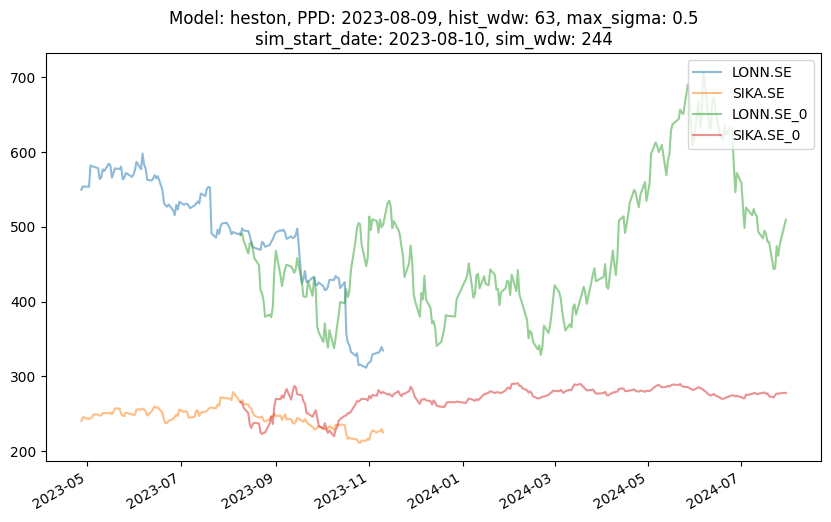 Model: heston, PPD: 2023-08-09, hist_wdw: 63, max_sigma: 0.5
sim_start_date: 2023-08-10, sim_wdw: 244
LONN.SE
SIKA.SE
LONN.SE_0
SIKA.SE_0
700
600
500
400
300
200
2023-05
2023-07
2023-09
2023-11
2024-01
2024-03
2024-05
2024-07